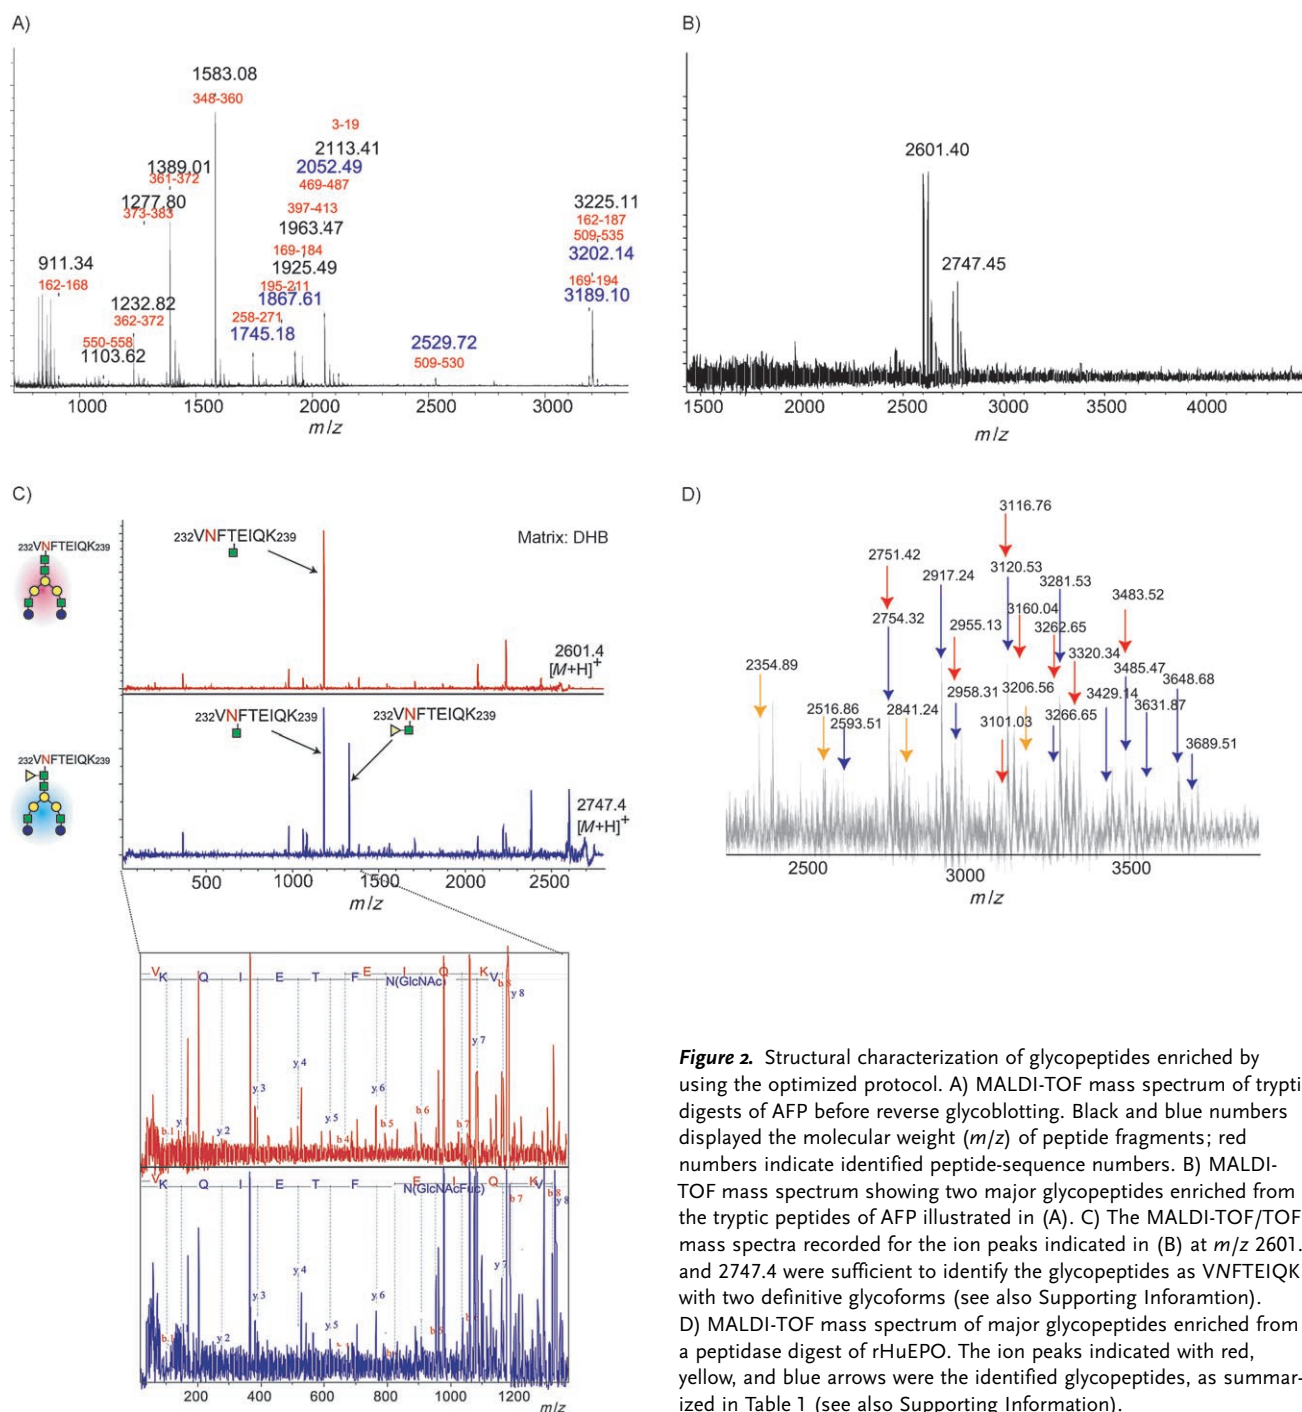 A)
1583.08
348-360
3-19
2113.41
1389.01
361-372
2052.49
469-487
1277.80
373-383
397-413
1963.47
3225.11
162-187
509-535
911.34
162-168
169-184
1925.49
3202.14
1232.82
362-372
195-211
1867.61
169-194
3189.10
550-558
1103.62
258-271
1745.18
2529.72
509-530
1000 1500 2000 2500 3000
m/z
B)
2601.40
2747.45
1500 2000 2500 3000 3500 4000
m/z
C)
232VNFTEIQK239
232VNFTEIQK239
Matrix: DHB
2601.4
[M+H]+
232VNFTEIQK239
232VNFTEIQK239
232VNFTEIQK239
2747.4
[M+H]+
500 1000 1500 2000 2500
m/z
V E I Q K
K Q I E T F N(GlcNAc) V
b 8
y 8
y 7
y 4
y 3
y 6
b 6
y 5
b 5
b 4
b 7
b 1
y 1
y 2
V E I Q K
K Q I E T F N(GlcNAcFuc) V
b 8
b 7
y 8
y 4
y 7
y 3
y 6
y 5
b 5
y 2
b 1
200 400 600 800 1000 1200
m/z
D)
3116.76
2751.42
3120.53
2917.24
3281.53
3483.52
2754.32
2955.13
3160.04
3262.65
3320.34
2354.89
2958.31
3206.56
3485.47
3648.68
3429.14
2516.86
2841.24
3631.87
2593.51
3101.03
3266.65
3689.51
2500 3000 3500
m/z
Figure 2. Structural characterization of glycopeptides enriched by
using the optimized protocol. A) MALDI-TOF mass spectrum of trypti
digests of AFP before reverse glycoblotting. Black and blue numbers
displayed the molecular weight (m/z) of peptide fragments; red
numbers indicate identified peptide-sequence numbers. B) MALDI-
TOF mass spectrum showing two major glycopeptides enriched from
the tryptic peptides of AFP illustrated in (A). C) The MALDI-TOF/TOF
mass spectra recorded for the ion peaks indicated in (B) at m/z 2601.
and 2747.4 were sufficient to identify the glycopeptides as VNFTEIQK
with two definitive glycoforms (see also Supporting Inforamtion).
D) MALDI-TOF mass spectrum of major glycopeptides enriched from
a peptidase digest of rHuEPO. The ion peaks indicated with red,
yellow, and blue arrows were the identified glycopeptides, as summar-
ized in Table 1 (see also Supporting Information).